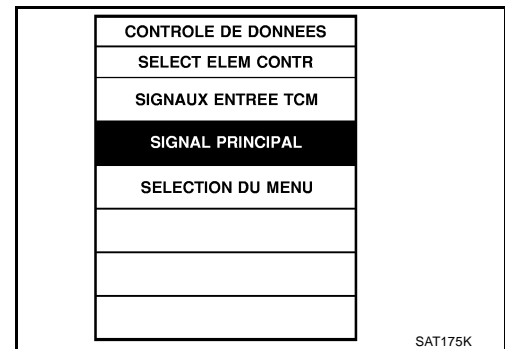 CONTROLE DE DONNEES
SELECT ELEM CONTR
SIGNAUX ENTREE TCM
SIGNAL PRINCIPAL
SELECTION DU MENU
SAT175K